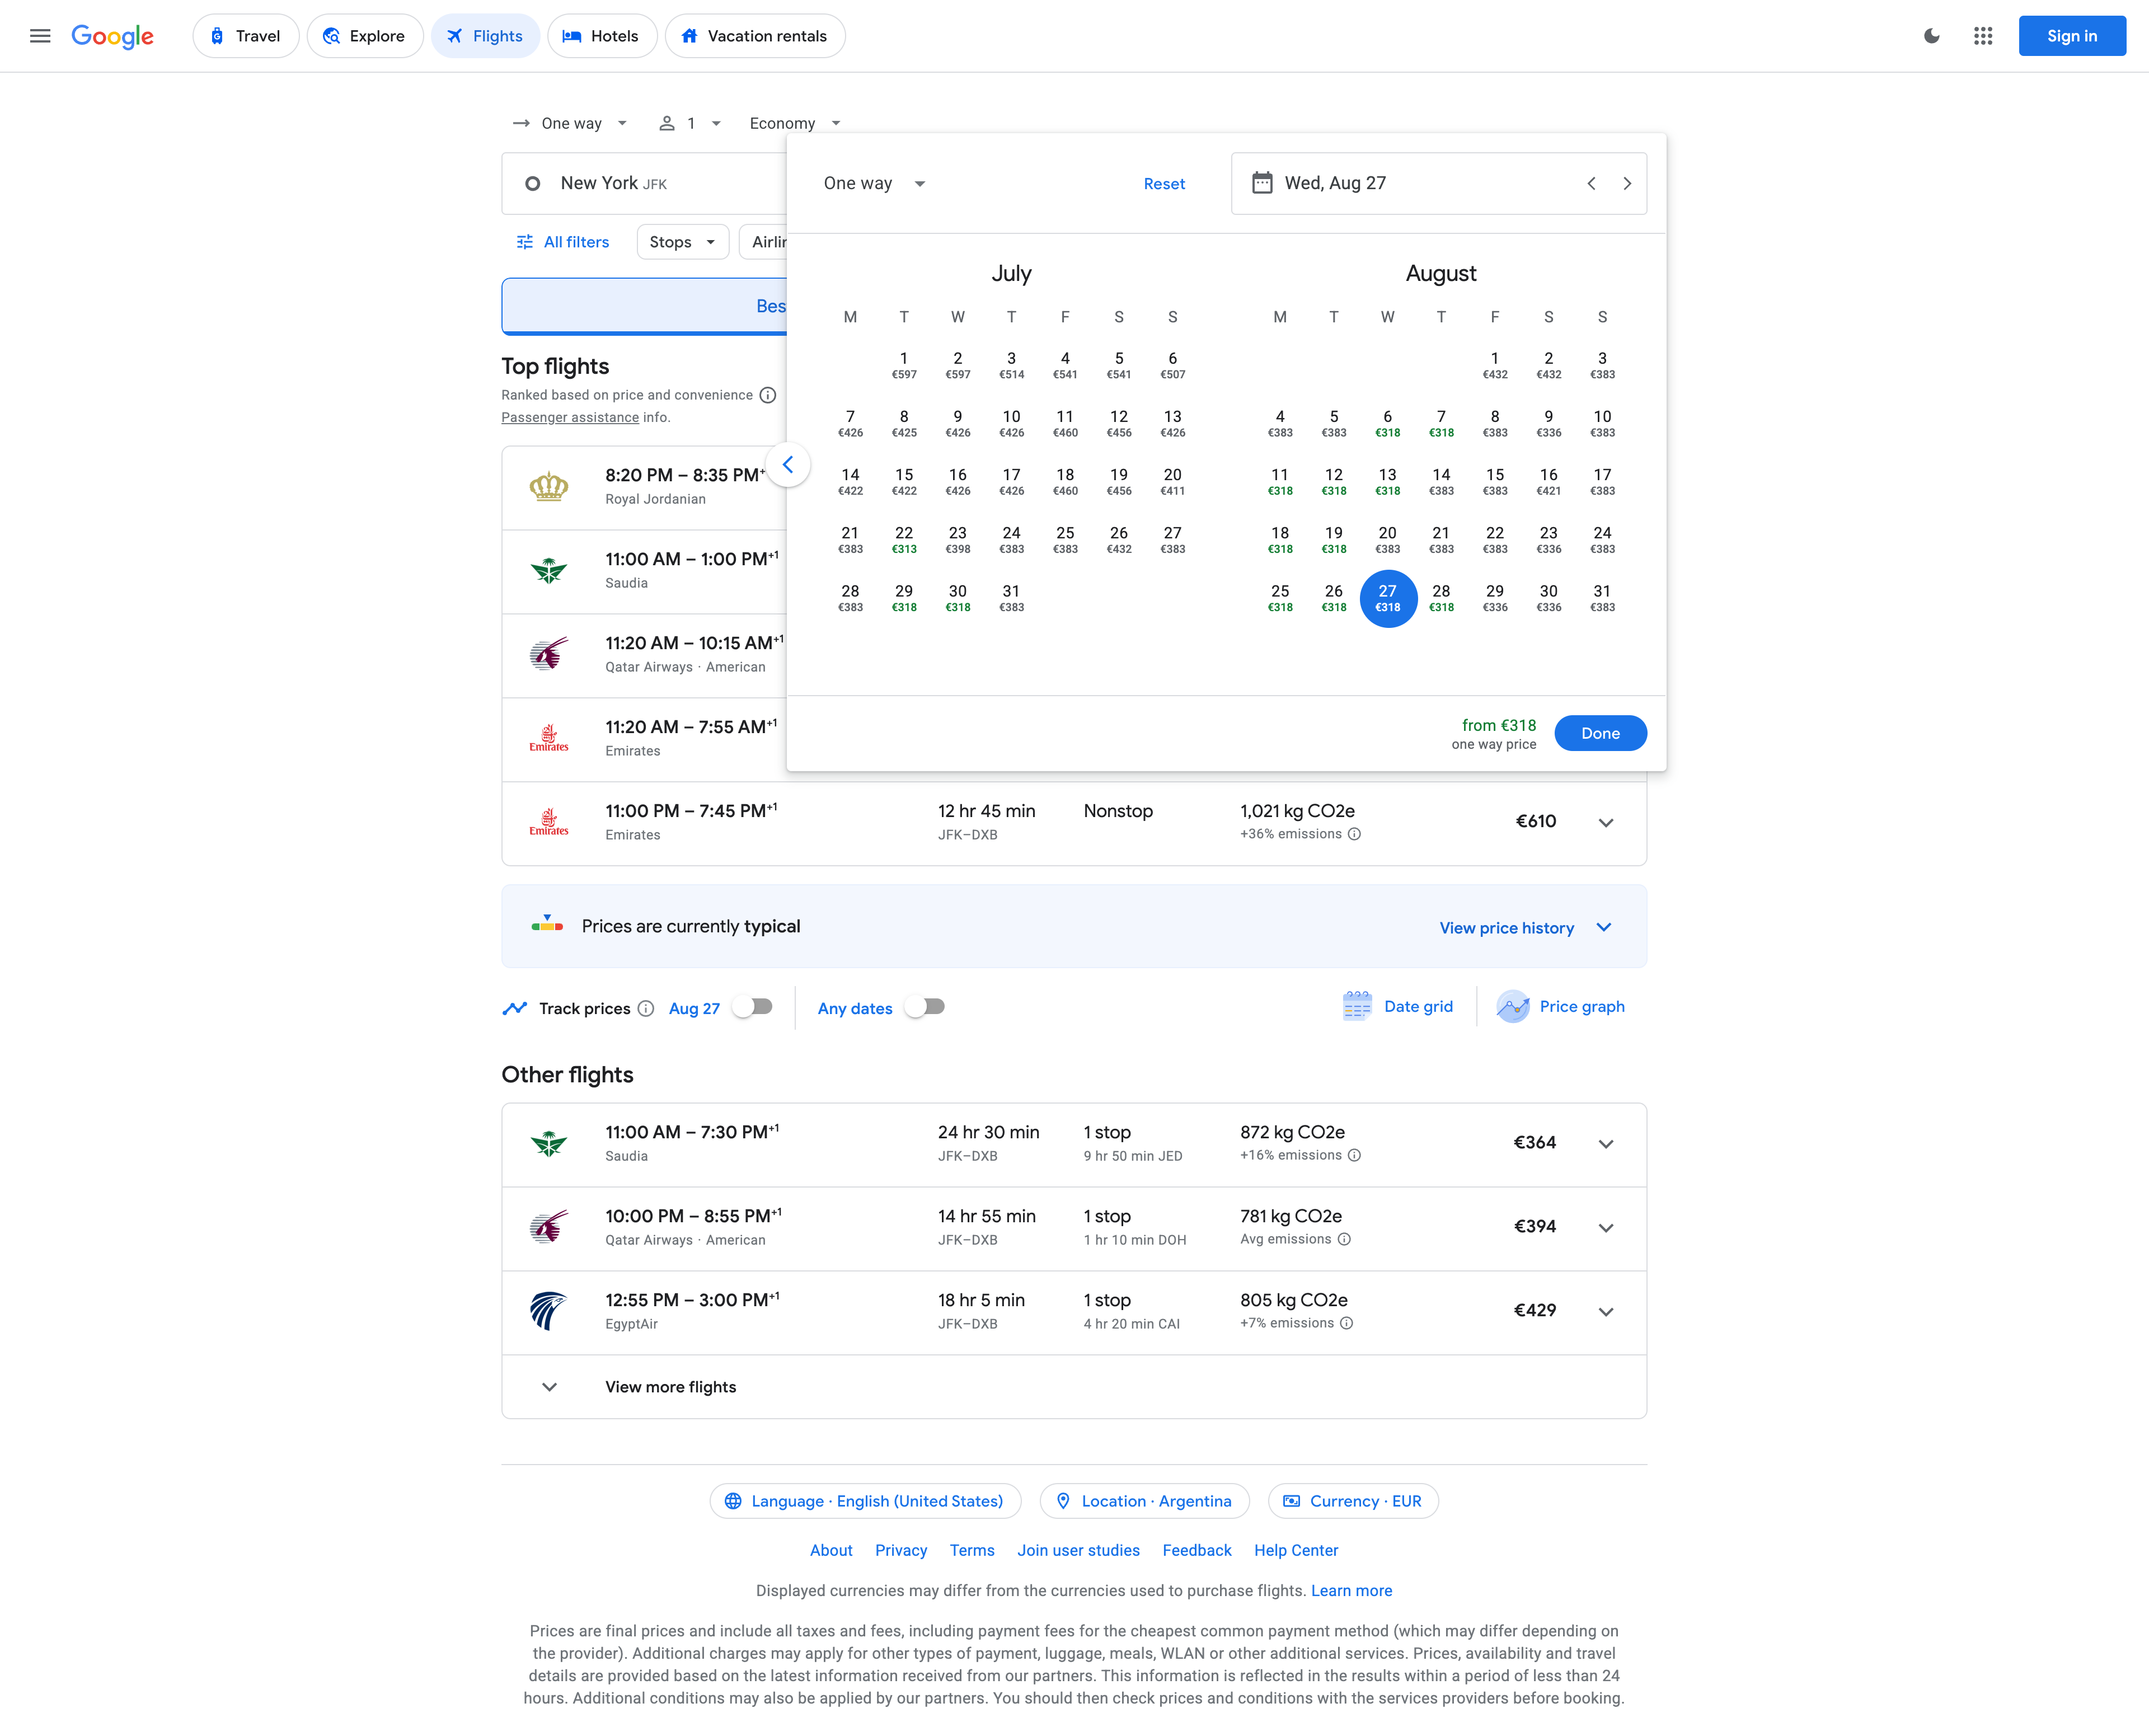 Google
Travel
Explore
Flights
Hotels
Vacation rentals
Sign in
One way
1
Economy
New York JFK
One way
Reset
Wed, Aug 27
All filters
Stops
Airlin
Bes
July
M T W T F S S
1 2 3 4 5 6
€597 €597 €514 €541 €541 €507
7 8 9 10 11 12 13
€426 €425 €426 €426 €460 €456 €426
14 15 16 17 18 19 20
€422 €422 €426 €426 €460 €456 €411
21 22 23 24 25 26 27
€383 €313 €398 €383 €383 €432 €383
28 29 30 31
€383 €318 €318 €383
August
M T W T F S S
1 2 3
€432 €432 €383
4 5 6 7 8 9 10
€383 €383 €318 €318 €383 €336 €383
11 12 13 14 15 16 17
€318 €318 €318 €383 €383 €421 €383
18 19 20 21 22 23 24
€318 €318 €383 €383 €383 €336 €383
25 26 27 28 29 30 31
€318 €318 €318 €318 €336 €336 €383
from €318
one way price
Done
Top flights
Ranked based on price and convenience
Passenger assistance info.
8:20 PM – 8:35 PM+
Royal Jordanian
11:00 AM – 1:00 PM+1
Saudia
11:20 AM – 10:15 AM+1
Qatar Airways · American
11:20 AM – 7:55 AM+1
Emirates
Emirates
11:00 PM – 7:45 PM+1 12 hr 45 min Nonstop 1,021 kg CO2e €610
Emirates
Emirates JFK–DXB +36% emissions
Prices are currently typical
View price history
Track prices Aug 27
Any dates
Date grid
Price graph
Other flights
11:00 AM – 7:30 PM+1 24 hr 30 min 1 stop 872 kg CO2e €364
Saudia JFK–DXB 9 hr 50 min JED +16% emissions
10:00 PM – 8:55 PM+1 14 hr 55 min 1 stop 781 kg CO2e €394
Qatar Airways · American JFK–DXB 1 hr 10 min DOH Avg emissions
12:55 PM – 3:00 PM+1 18 hr 5 min 1 stop 805 kg CO2e €429
EgyptAir JFK–DXB 4 hr 20 min CAI +7% emissions
View more flights
Language · English (United States)
Location · Argentina
Currency · EUR
About Privacy Terms Join user studies Feedback Help Center
Displayed currencies may differ from the currencies used to purchase flights. Learn more
Prices are final prices and include all taxes and fees, including payment fees for the cheapest common payment method (which may differ depending on
the provider). Additional charges may apply for other types of payment, luggage, meals, WLAN or other additional services. Prices, availability and travel
details are provided based on the latest information received from our partners. This information is reflected in the results within a period of less than 24
hours. Additional conditions may also be applied by our partners. You should then check prices and conditions with the services providers before booking.